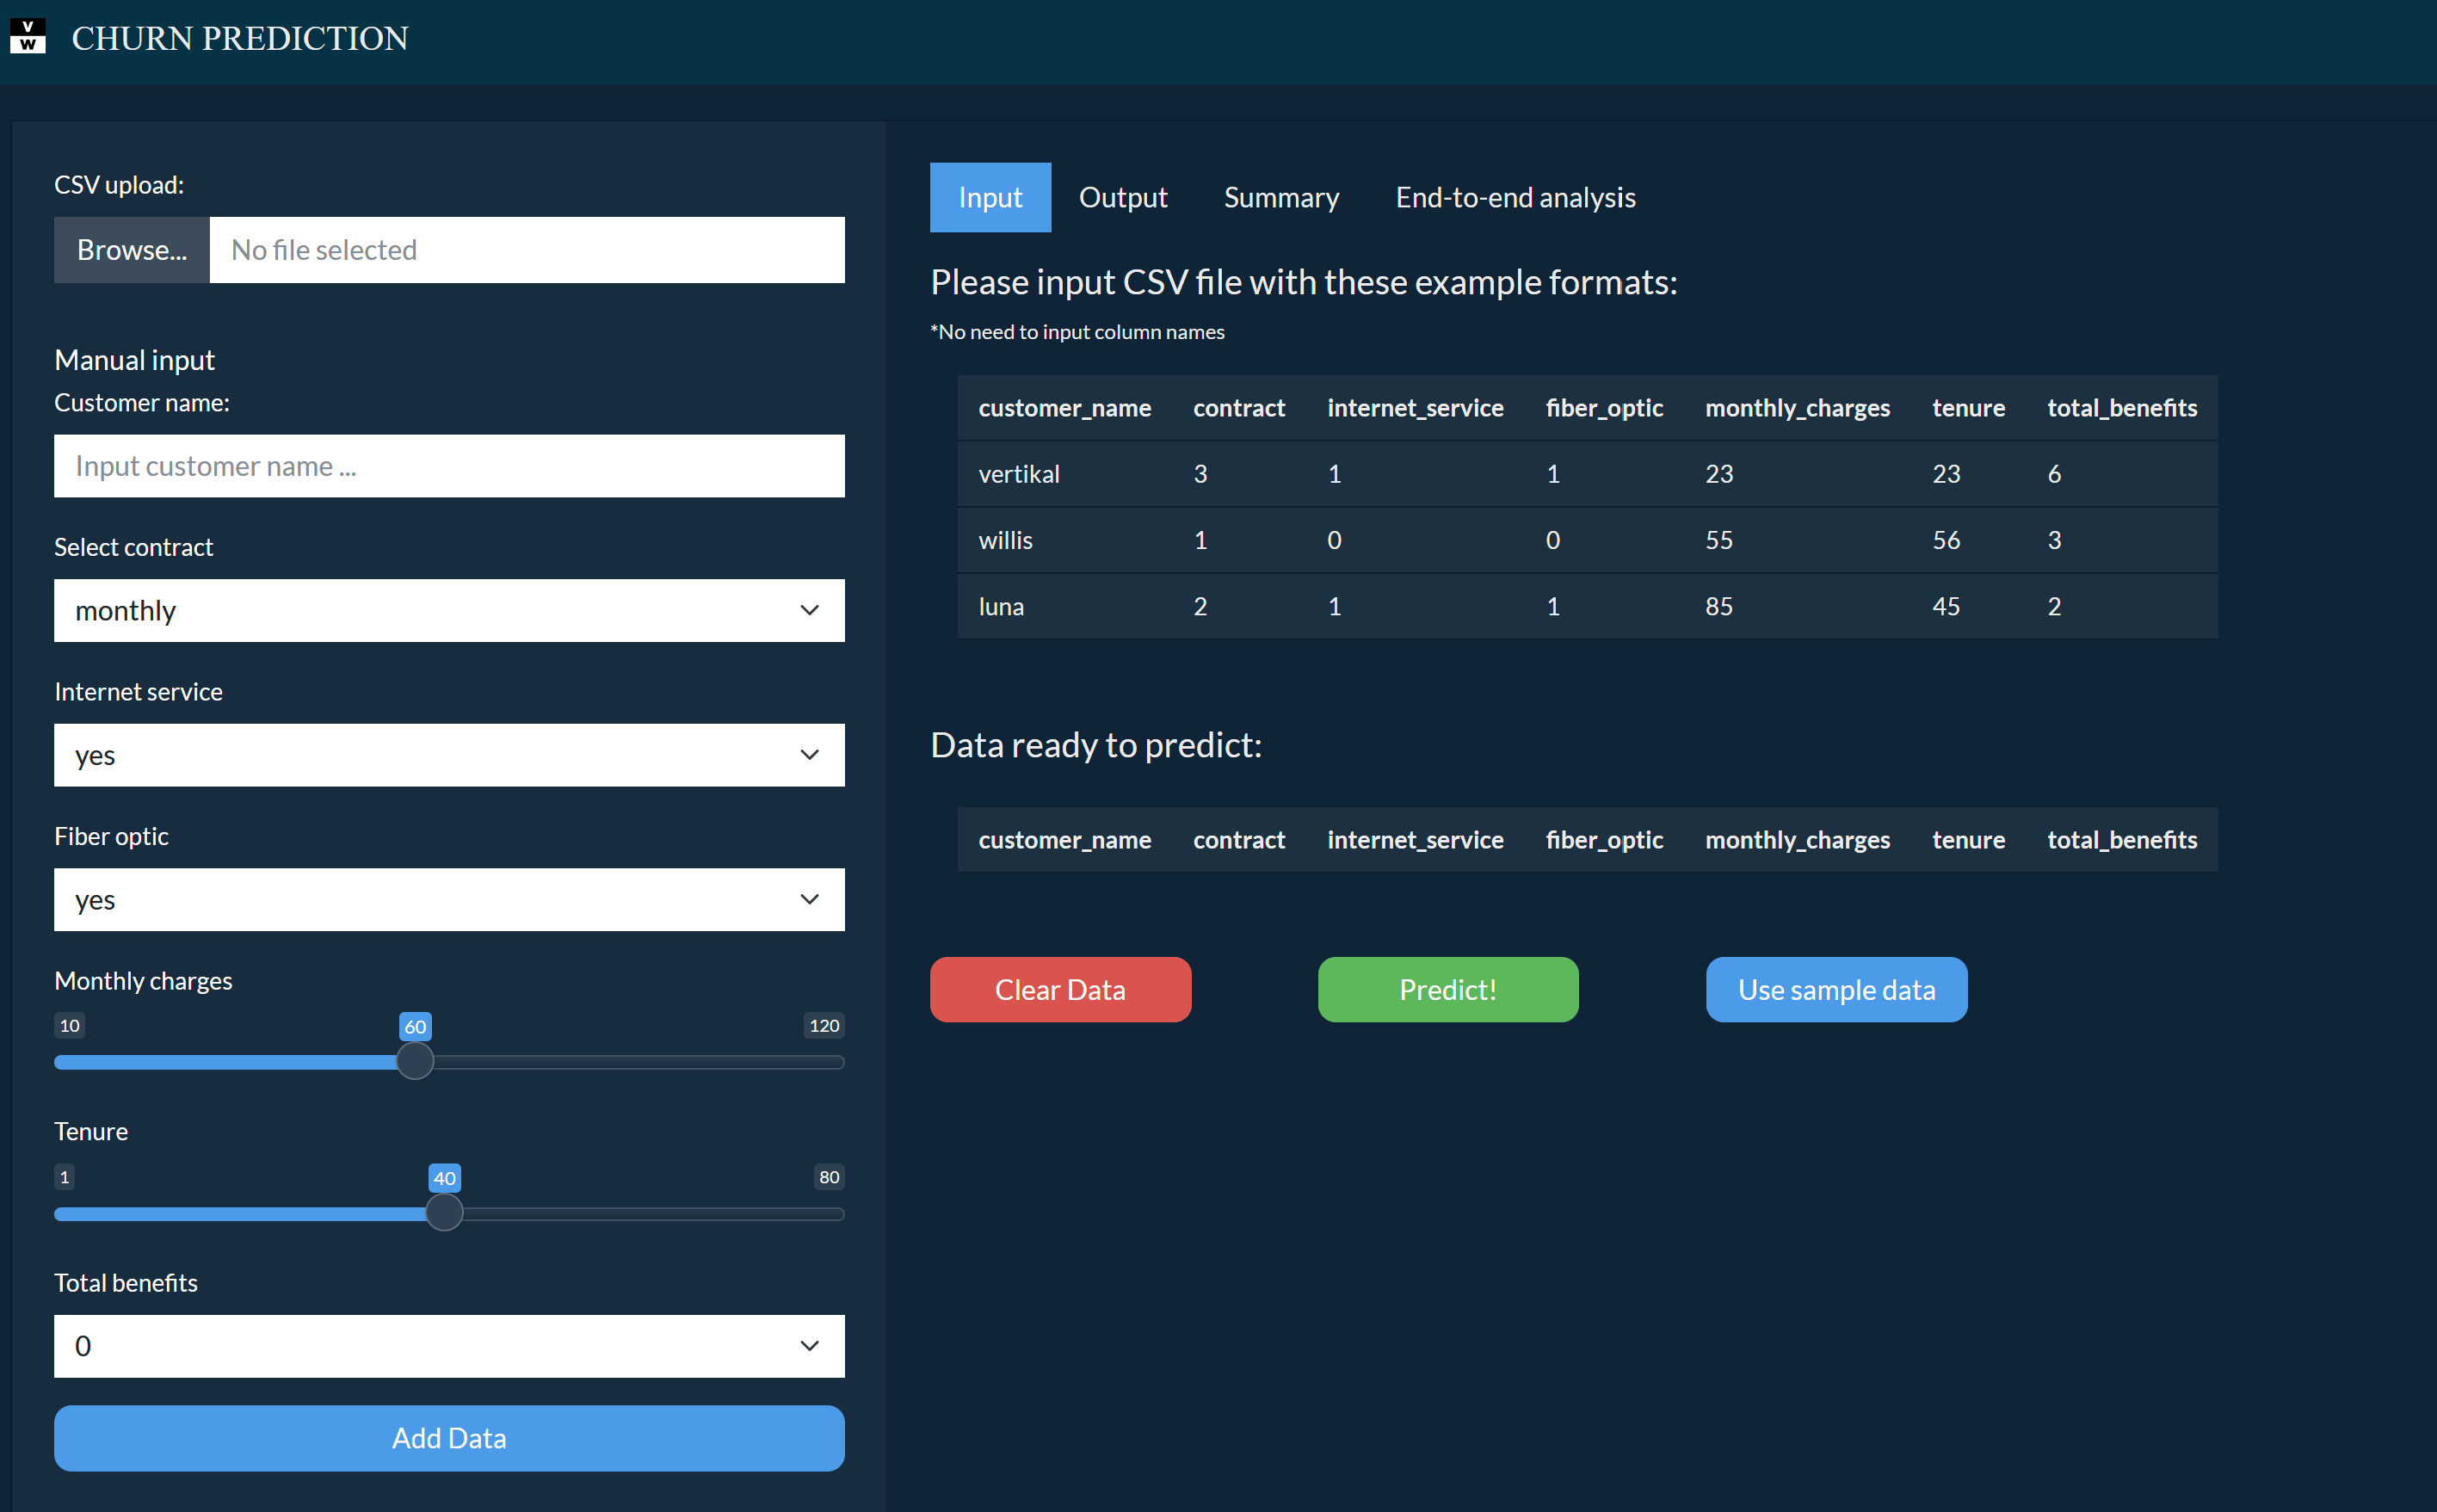 V
W
CHURN PREDICTION
CSV upload:
Browse... No file selected
Manual input
Customer name:
Input customer name ...
Select contract
monthly
Internet service
yes
Fiber optic
yes
Monthly charges
10 60 120
Tenure
1 40 80
Total benefits
0
Add Data
Input Output Summary End-to-end analysis
Please input CSV file with these example formats:
*No need to input column names
customer_name contract internet_service fiber_optic monthly_charges tenure total_benefits
vertikal 3 1 1 23 23 6
willis 1 0 0 55 56 3
luna 2 1 1 85 45 2
Data ready to predict:
customer_name contract internet_service fiber_optic monthly_charges tenure total_benefits
Clear Data Predict! Use sample data